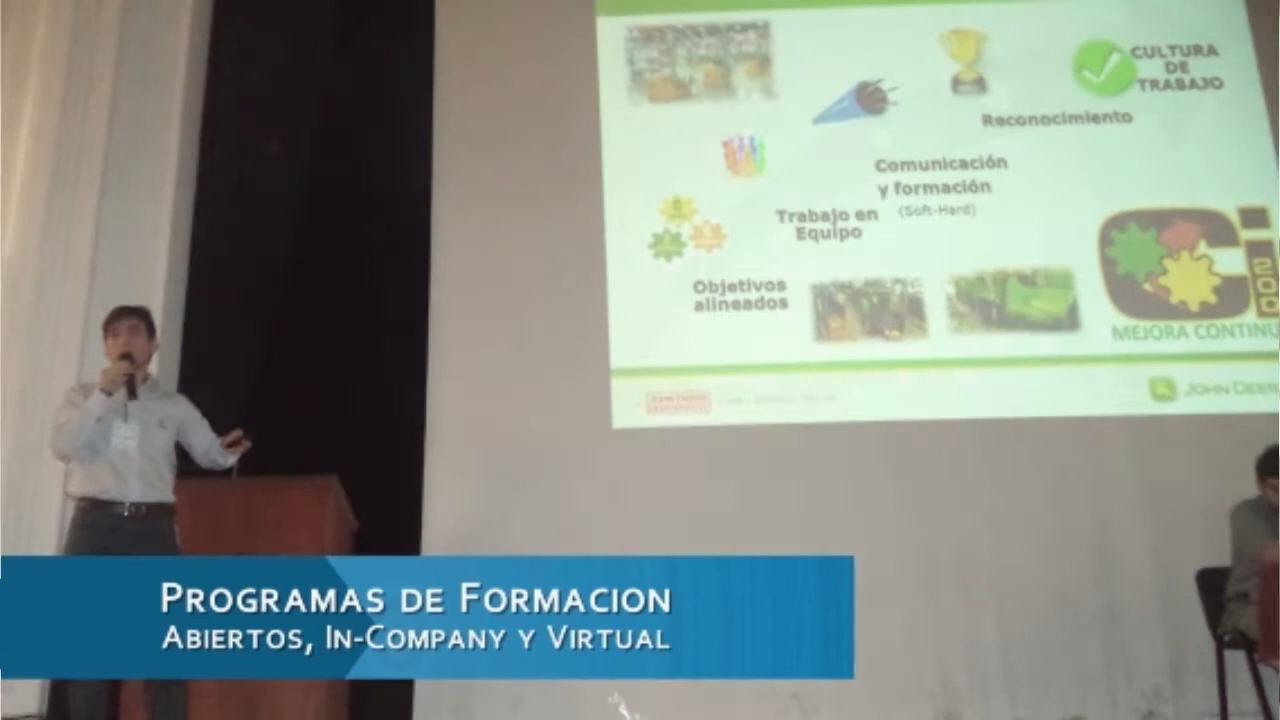 CULTURA
DE
TRABAJO
Reconocimiento
Comunicación
y formación
(Soft-Hard)
Trabajo en
Equipo
Objetivos
alineados
MEJORA CONTINU
JOHN DEER
PROGRAMAS DE FORMACION
ABIERTOS, IN-COMPANY Y VIRTUAL